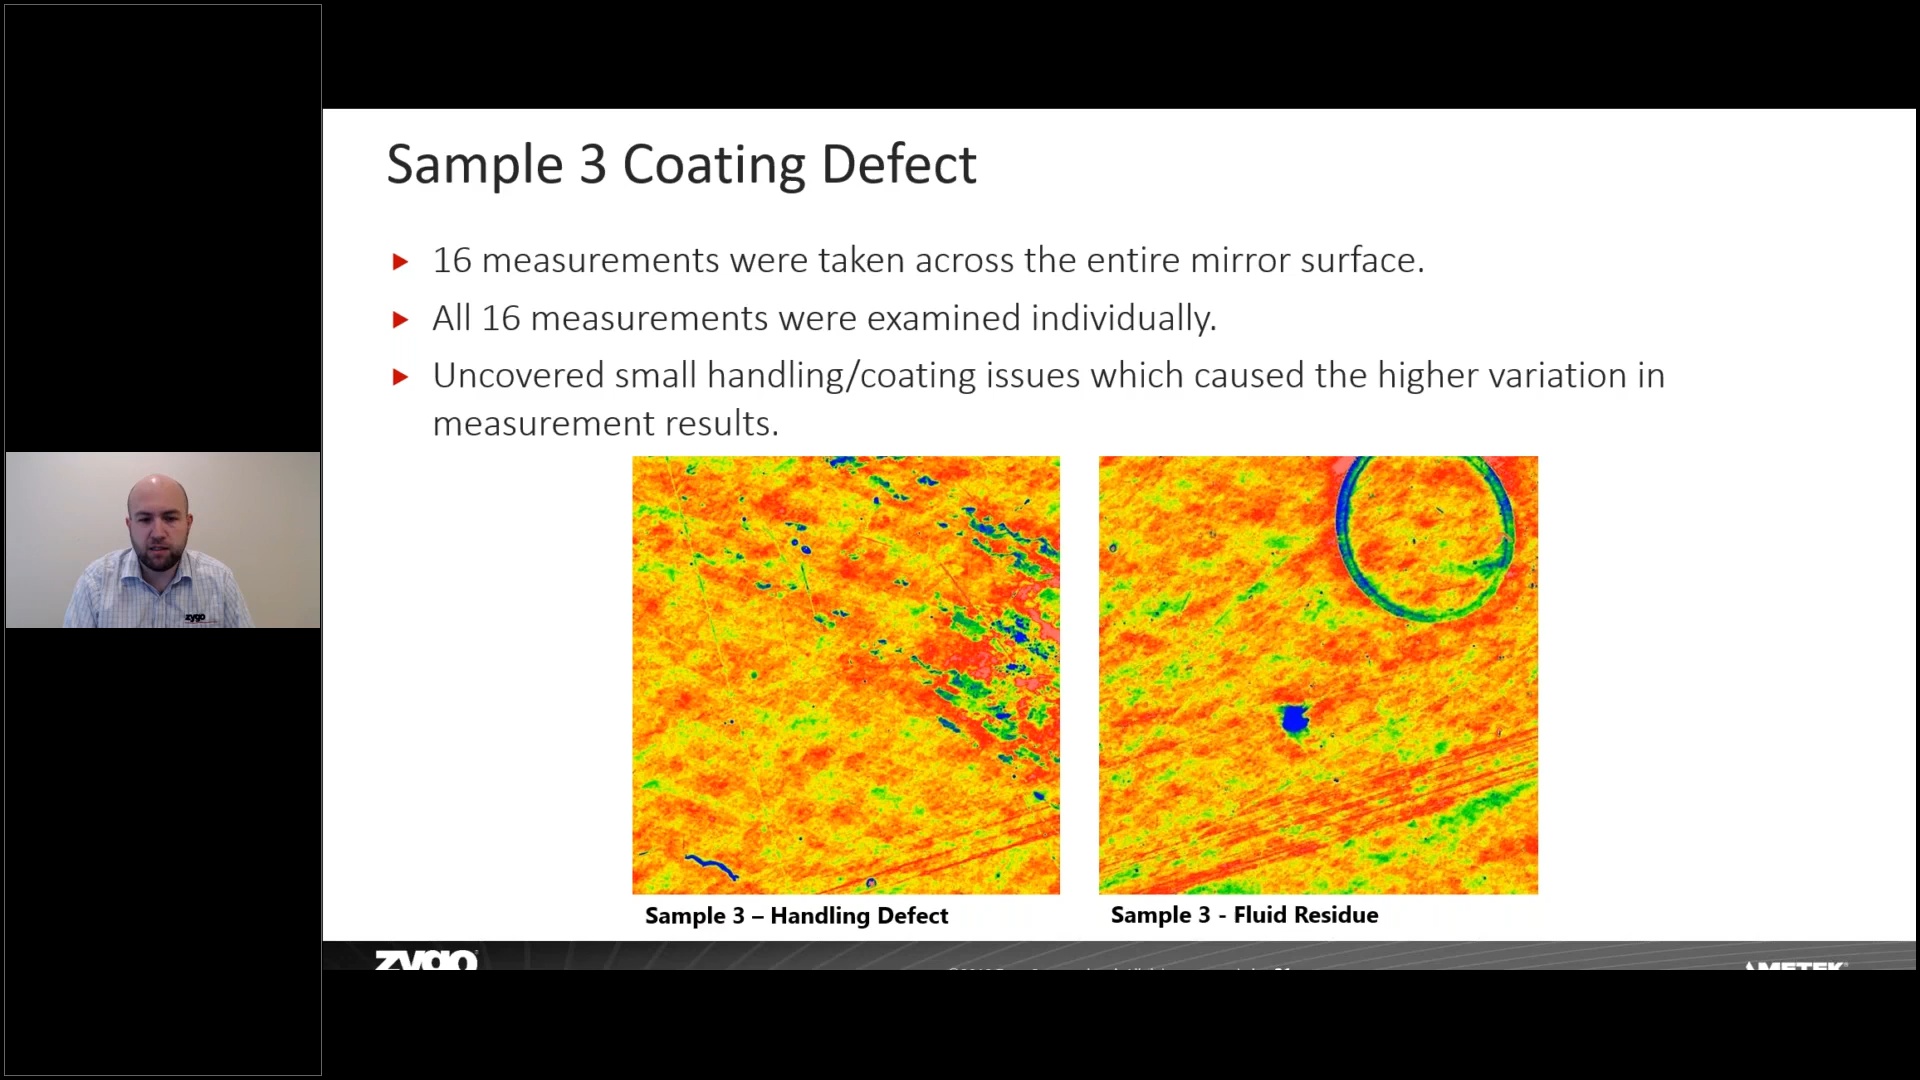 Sample 3 Coating Defect
16 measurements were taken across the entire mirror surface.
All 16 measurements were examined individually.
Uncovered small handling/coating issues which caused the higher variation in
measurement results.
zygo
Sample 3 – Handling Defect
Sample 3 - Fluid Residue
zygo
AMETEK